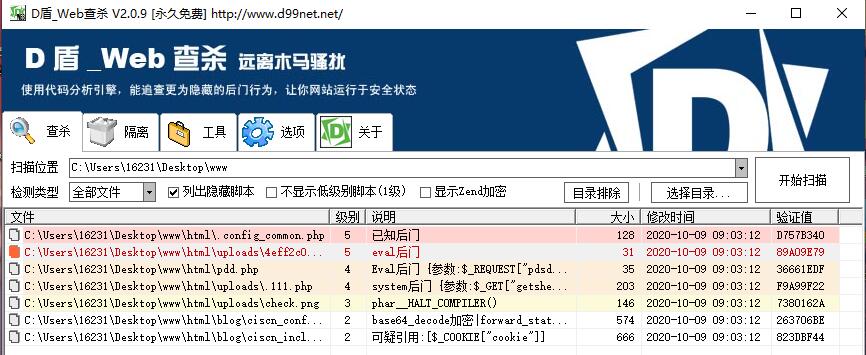 D盾_Web查杀 V2.0.9 [永久免费] http://www.d99net.net/
D盾 _Web查杀 远离木马骚扰
使用代码分析引擎，能追查更为隐藏的后门行为，让你网站运行于安全状态
查杀 隔离 工具 选项 关于
扫描位置 C:\Users\16231\Desktop\www 开始扫描
检测类型 全部文件 列出隐藏脚本 不显示低级别脚本(1级) 显示Zend加密 目录排除 选择目录...
文件 级别 说明 大小 修改时间 验证值
C:\Users\16231\Desktop\www\html\.config_common.php 5 已知后门 128 2020-10-09 09:03:12 D757B340
C:\Users\16231\Desktop\www\html\uploads\4eff2c0... 5 eval后门 31 2020-10-09 09:03:12 89A09E79
C:\Users\16231\Desktop\www\html\pdd.php 4 Eval后门 {参数:$_REQUEST["pdsd... 35 2020-10-09 09:03:12 36661EDF
C:\Users\16231\Desktop\www\html\uploads\.111.php 4 system后门 {参数:$_GET["getshe... 203 2020-10-09 09:03:12 F9A99F22
C:\Users\16231\Desktop\www\html\uploads\check.png 3 phar__HALT_COMPILER() 146 2020-10-09 09:03:12 7380162A
C:\Users\16231\Desktop\www\html\blog\ciscn_conf... 2 base64_decode加密|forward_stat... 574 2020-10-09 09:03:12 263706BE
C:\Users\16231\Desktop\www\html\blog\ciscn_incl... 2 可疑引用:[$_COOKIE["cookie"]] 666 2020-10-09 09:03:12 823DBF44